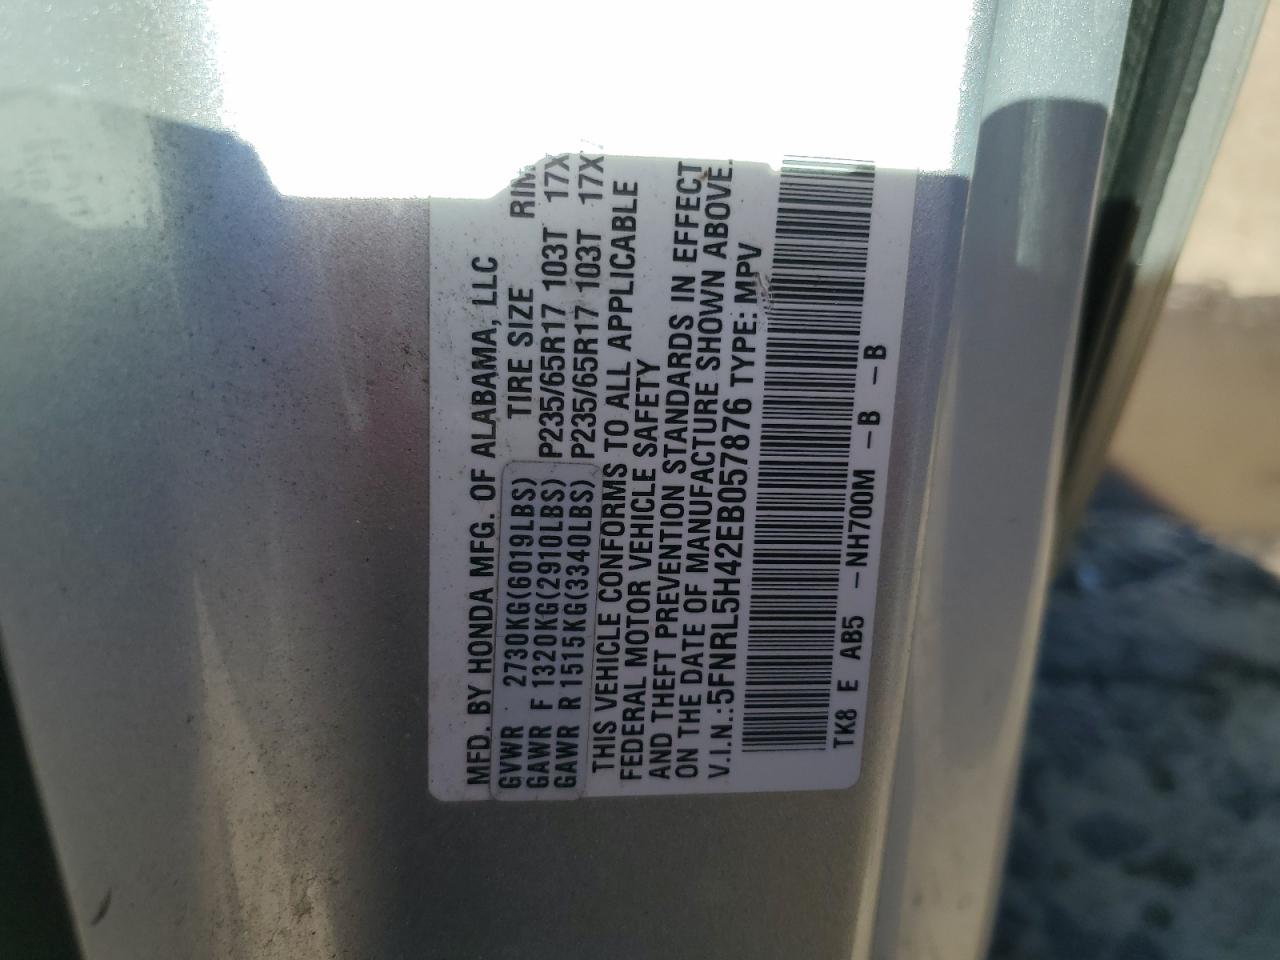 MFD. BY HONDA MFG. OF ALABAMA, LLC
GVWR 2730KG(6019LBS) TIRE SIZE RIM
GAWR F 1320KG(2910LBS) P235/65R17 103T 17X
GAWR R 1515KG(3340LBS) P235/65R17 103T 17X
THIS VEHICLE CONFORMS TO ALL APPLICABLE
FEDERAL MOTOR VEHICLE SAFETY
AND THEFT PREVENTION STANDARDS IN EFFECT
ON THE DATE OF MANUFACTURE SHOWN ABOVE.
V.I.N.:5FNRL5H42EB057876 TYPE: MPV
TK8 E AB5 -NH700M -B -B